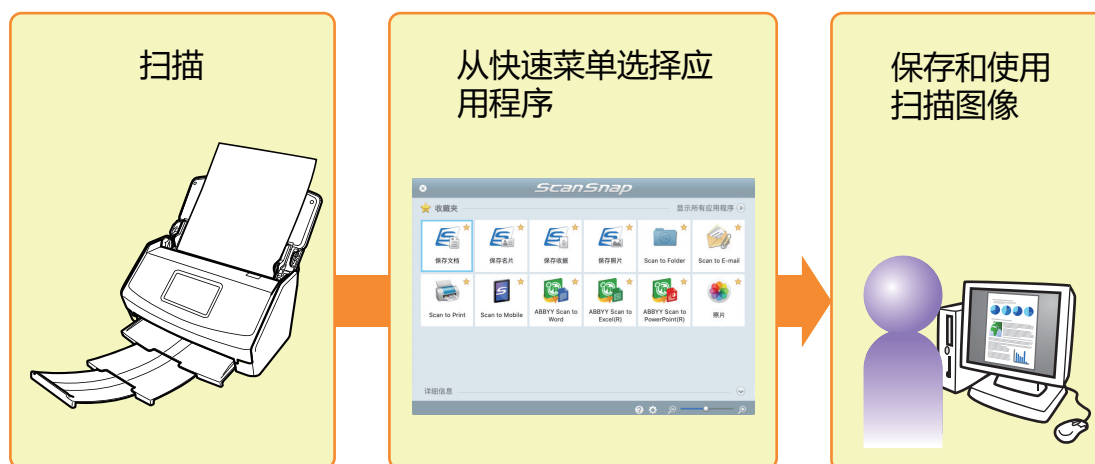 扫描
从快速菜单选择应
用程序
ScanSnap
收藏夹
显示所有应用程序
保存文档
保存名片
保存收据
保存照片
Scan to Folder
Scan to E-mail
Scan to Print
Scan to Mobile
ABBYY Scan to
Word
ABBYY Scan to
Excel(R)
ABBYY Scan to
PowerPoint(R)
照片
详细信息
保存和使用
扫描图像